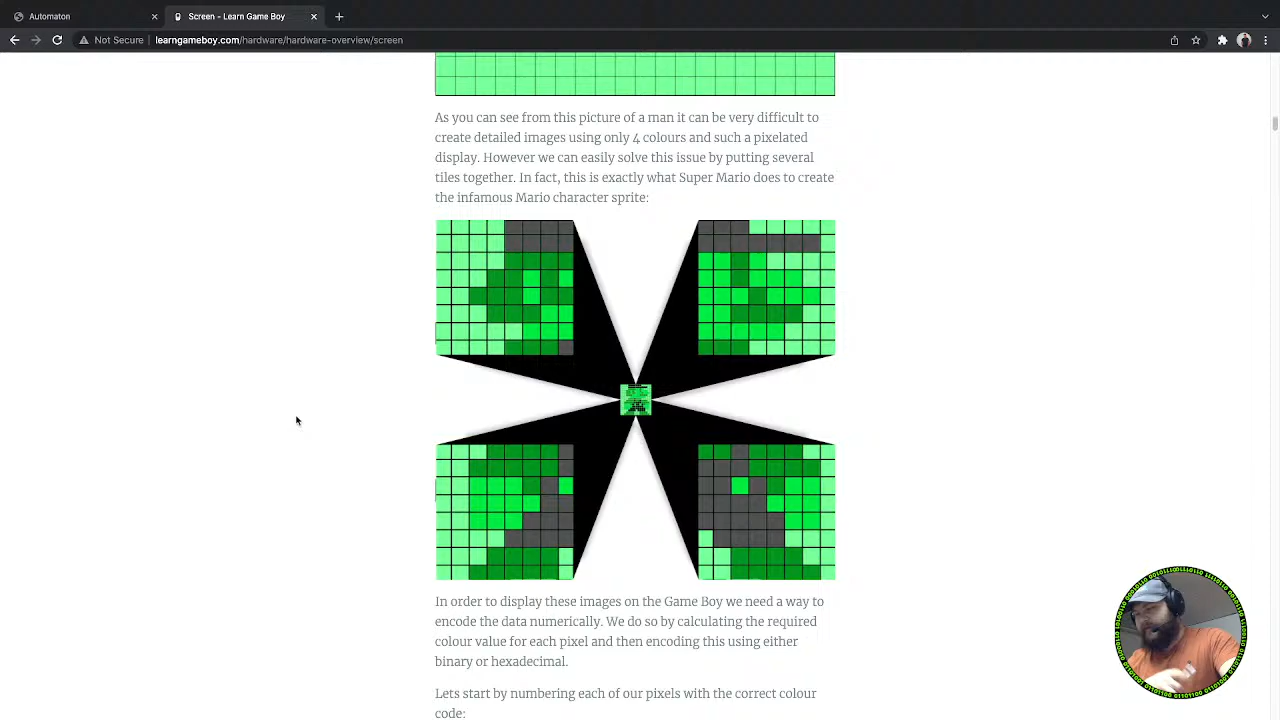 Automaton
Screen - Learn Game Boy
Not Secure
learngameboy.com/hardware/hardware-overview/screen
As you can see from this picture of a man it can be very difficult to
create detailed images using only 4 colours and such a pixelated
display. However we can easily solve this issue by putting several
tiles together. In fact, this is exactly what Super Mario does to create
the infamous Mario character sprite:
In order to display these images on the Game Boy we need a way to
encode the data numerically. We do so by calculating the required
colour value for each pixel and then encoding this using either
binary or hexadecimal.
Lets start by numbering each of our pixels with the correct colour
code: